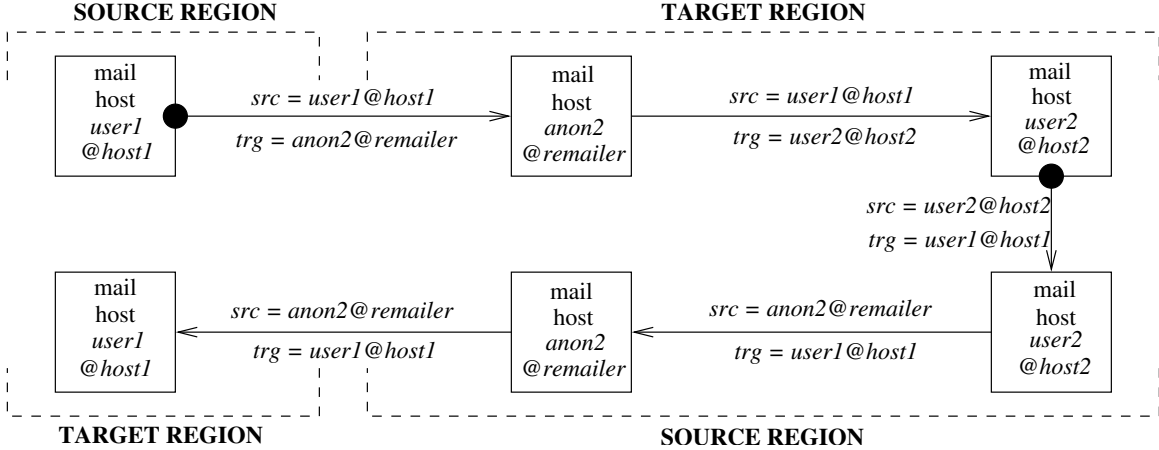 SOURCE REGION
TARGET REGION
mail
host
user1
@host1
src = user1@host1
trg = anon2@remailer
mail
host
anon2
@remailer
src = user1@host1
trg = user2@host2
mail
host
user2
@host2
src = user2@host2
trg = user1@host1
mail
host
user1
@host1
src = anon2@remailer
trg = user1@host1
mail
host
anon2
@remailer
src = anon2@remailer
trg = user1@host1
mail
host
user2
@host2
TARGET REGION
SOURCE REGION